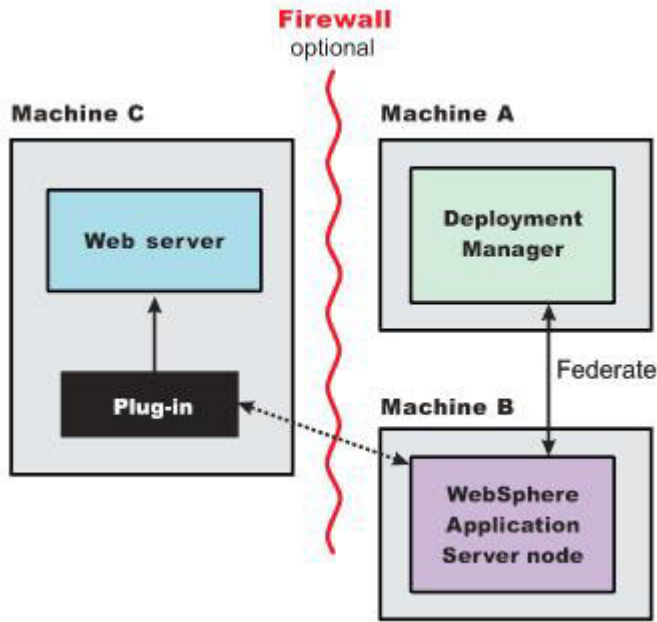 Firewall
optional
Machine C
Machine A
Web server
Deployment
Manager
Federate
Plug-in
Machine B
WebSphere
Application
Server node